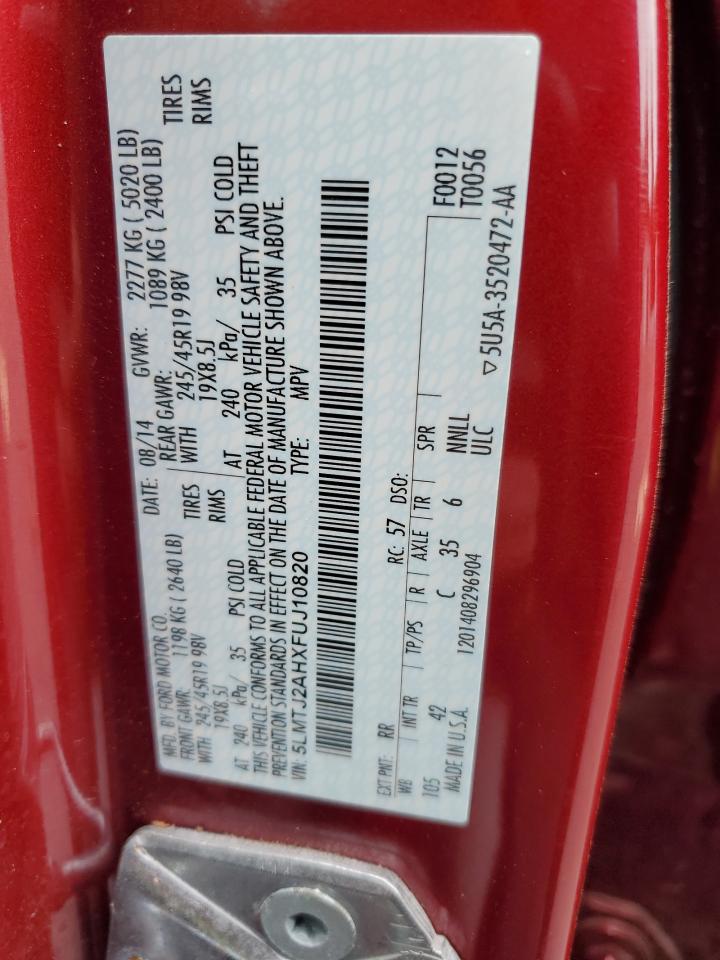 MFD. BY FORD MOTOR CO. DATE: 08/14 GVWR: 2277 KG ( 5020 LB)
FRONT GAWR: 1198 KG ( 2640 LB) REAR GAWR: 1089 KG ( 2400 LB)
WITH 245/45R19 98V TIRES WITH 245/45R19 98V TIRES
19X8.5J RIMS 19X8.5J RIMS
AT 240 kPa/ 35 PSI COLD AT 240 kPa/ 35 PSI COLD
THIS VEHICLE CONFORMS TO ALL APPLICABLE FEDERAL MOTOR VEHICLE SAFETY AND THEFT
PREVENTION STANDARDS IN EFFECT ON THE DATE OF MANUFACTURE SHOWN ABOVE.
VIN: 5LMTJ2AHXFUJ10820 TYPE: MPV
EXT PNT: RR RC: 57 DSO: F0012
T0056
WB INT TR TP/PS R AXLE TR SPR
105 42 C 35 6 NNLL
MADE IN U.S.A. 1201408296904 ULC
▽5U5A-3520472-AA